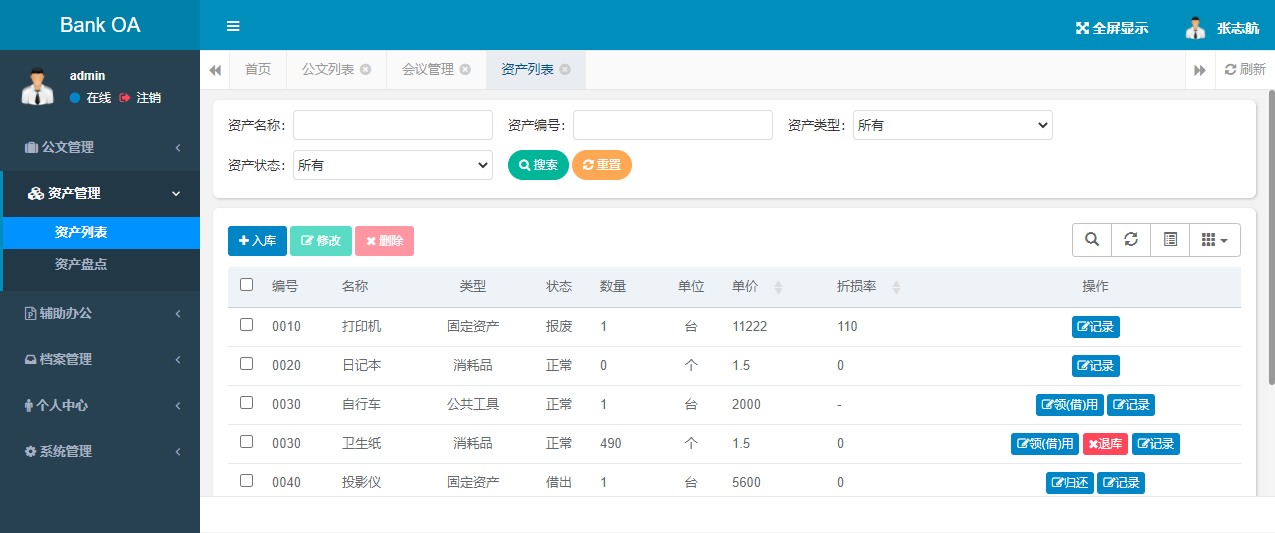 Bank OA
全屏显示
张志航
admin
在线
注销
首页
公文列表
会议管理
资产列表
刷新
公文管理
资产管理
资产列表
资产盘点
辅助办公
档案管理
个人中心
系统管理
资产名称：
资产编号：
资产类型： 所有
资产状态： 所有
搜索
重置
入库
修改
删除
编号 名称 类型 状态 数量 单位 单价 折损率 操作
0010 打印机 固定资产 报废 1 台 11222 110 记录
0020 日记本 消耗品 正常 0 个 1.5 0 记录
0030 自行车 公共工具 正常 1 台 2000 - 领(借)用 记录
0030 卫生纸 消耗品 正常 490 个 1.5 0 领(借)用 退库 记录
0040 投影仪 固定资产 借出 1 台 5600 0 归还 记录